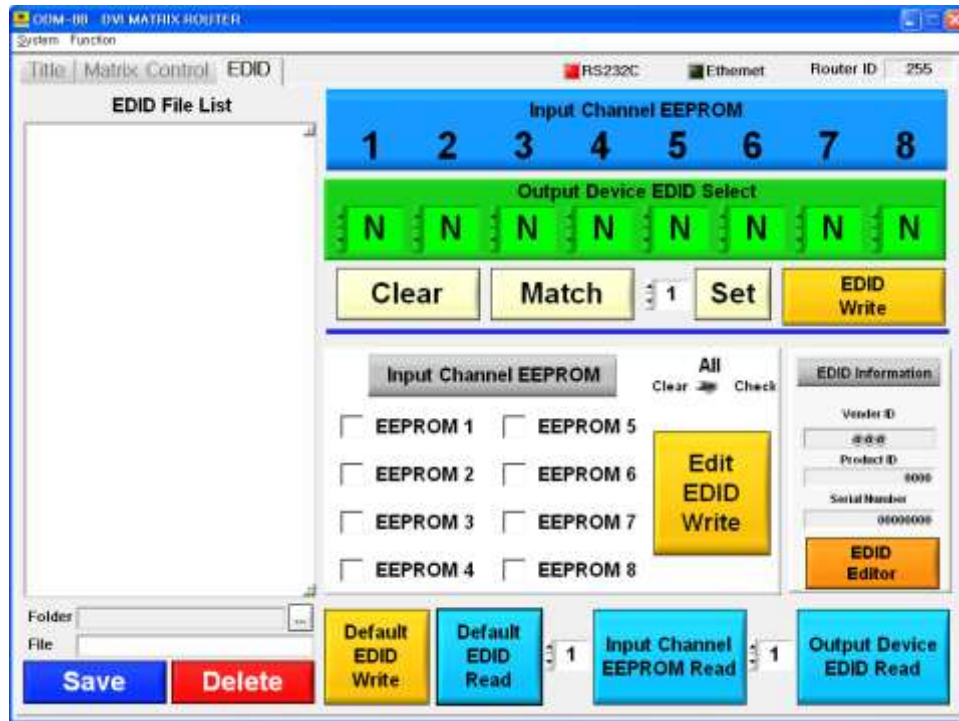 ODM-88 DVI MATRIX ROUTER
System Function
Title Matrix Control EDID
RS232C Ethernet Router ID 255
EDID File List
Input Channel EEPROM
1 2 3 4 5 6 7 8
Output Device EDID Select
N N N N N N N N
Clear Match 1 Set EDID Write
Input Channel EEPROM
All
Clear Check
EEPROM 1 EEPROM 5
EEPROM 2 EEPROM 6
EEPROM 3 EEPROM 7
EEPROM 4 EEPROM 8
Edit
EDID
Write
EDID Information
Vender ID
@@@
Product ID
0000
Serial Number
00000000
EDID
Editor
Folder ...
File
Save Delete
Default
EDID
Write
Default
EDID
Read
1
Input Channel
EEPROM Read
1
Output Device
EDID Read